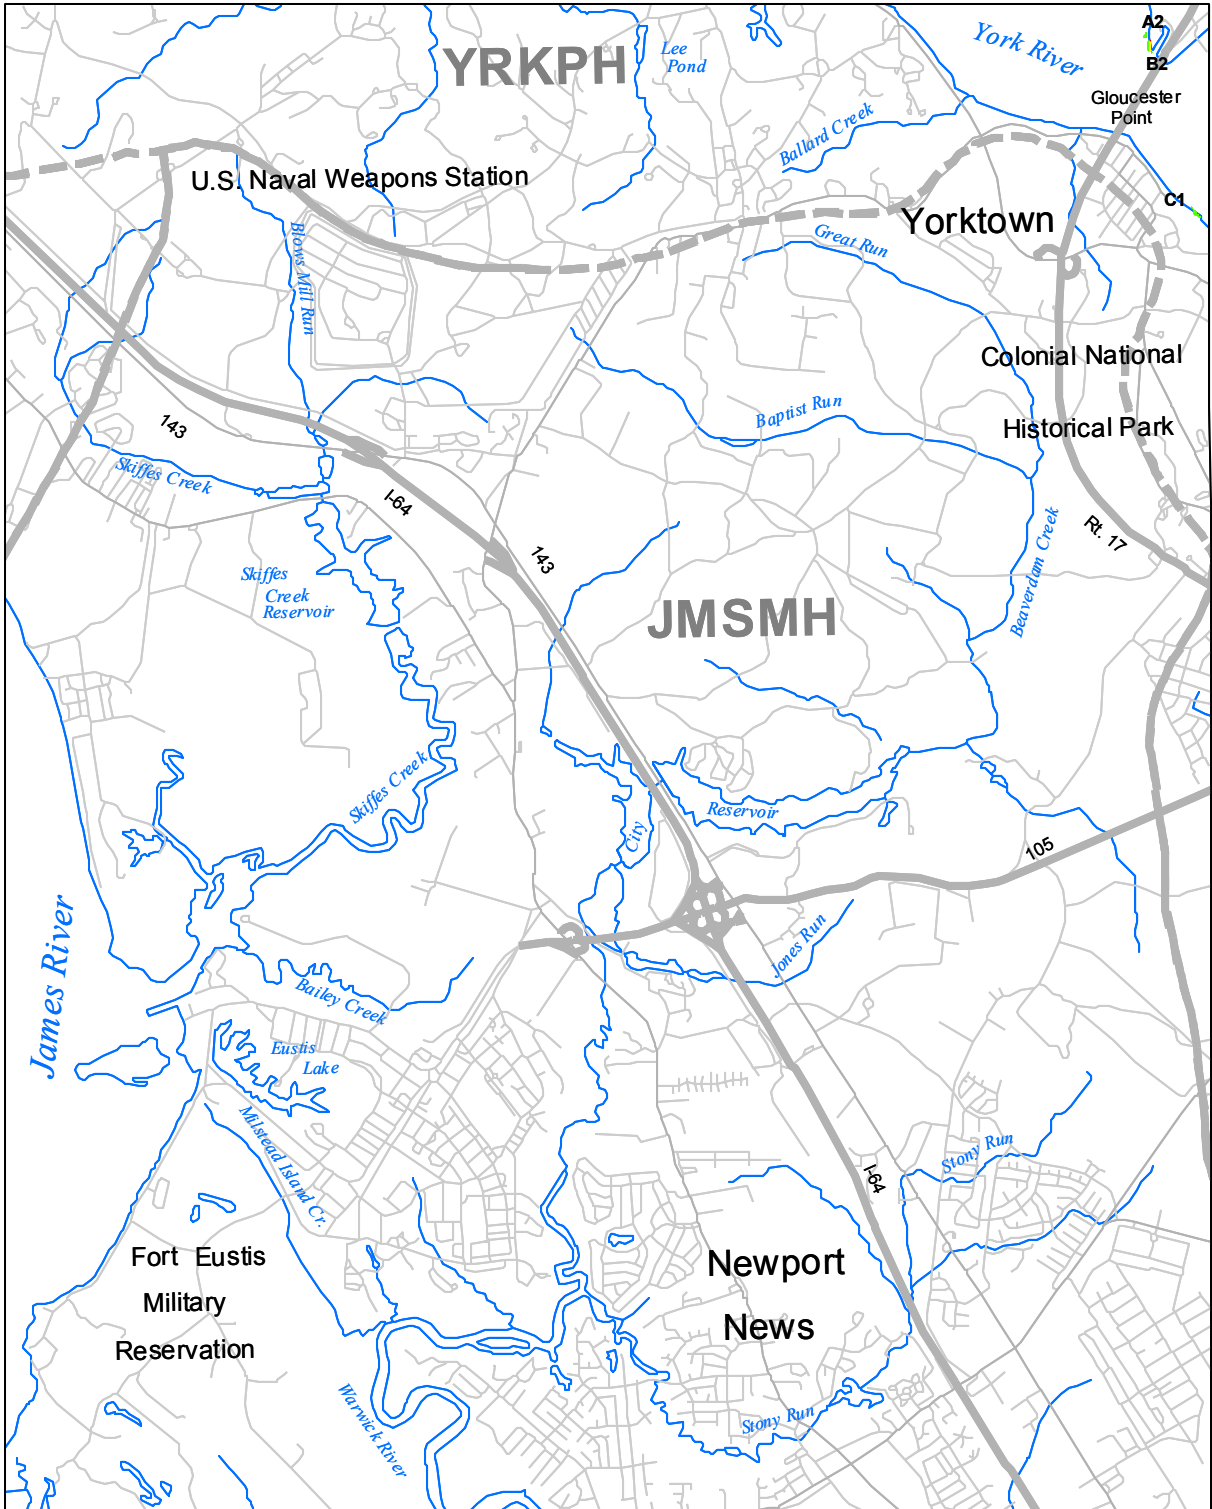 A2
York River
B2
YRKPH
Lee
Pond
Gloucester
Point
Ballard Creek
U.S. Naval Weapons Station
C1
Yorktown
Great Run
Blows Mill Run
Colonial National
Historical Park
Baptist Run
143
Skiffes Creek
I-64
Rt. 17
143
Beaverdam Creek
Skiffes
Creek
Reservoir
JMSMH
Skiffes Creek
City
Reservoir
105
James River
Jones Run
Bailey Creek
Eustis
Lake
Milstead Island Cr.
Stony Run
I-64
Fort Eustis
Military
Reservation
Newport
News
Warwick River
Stony Run